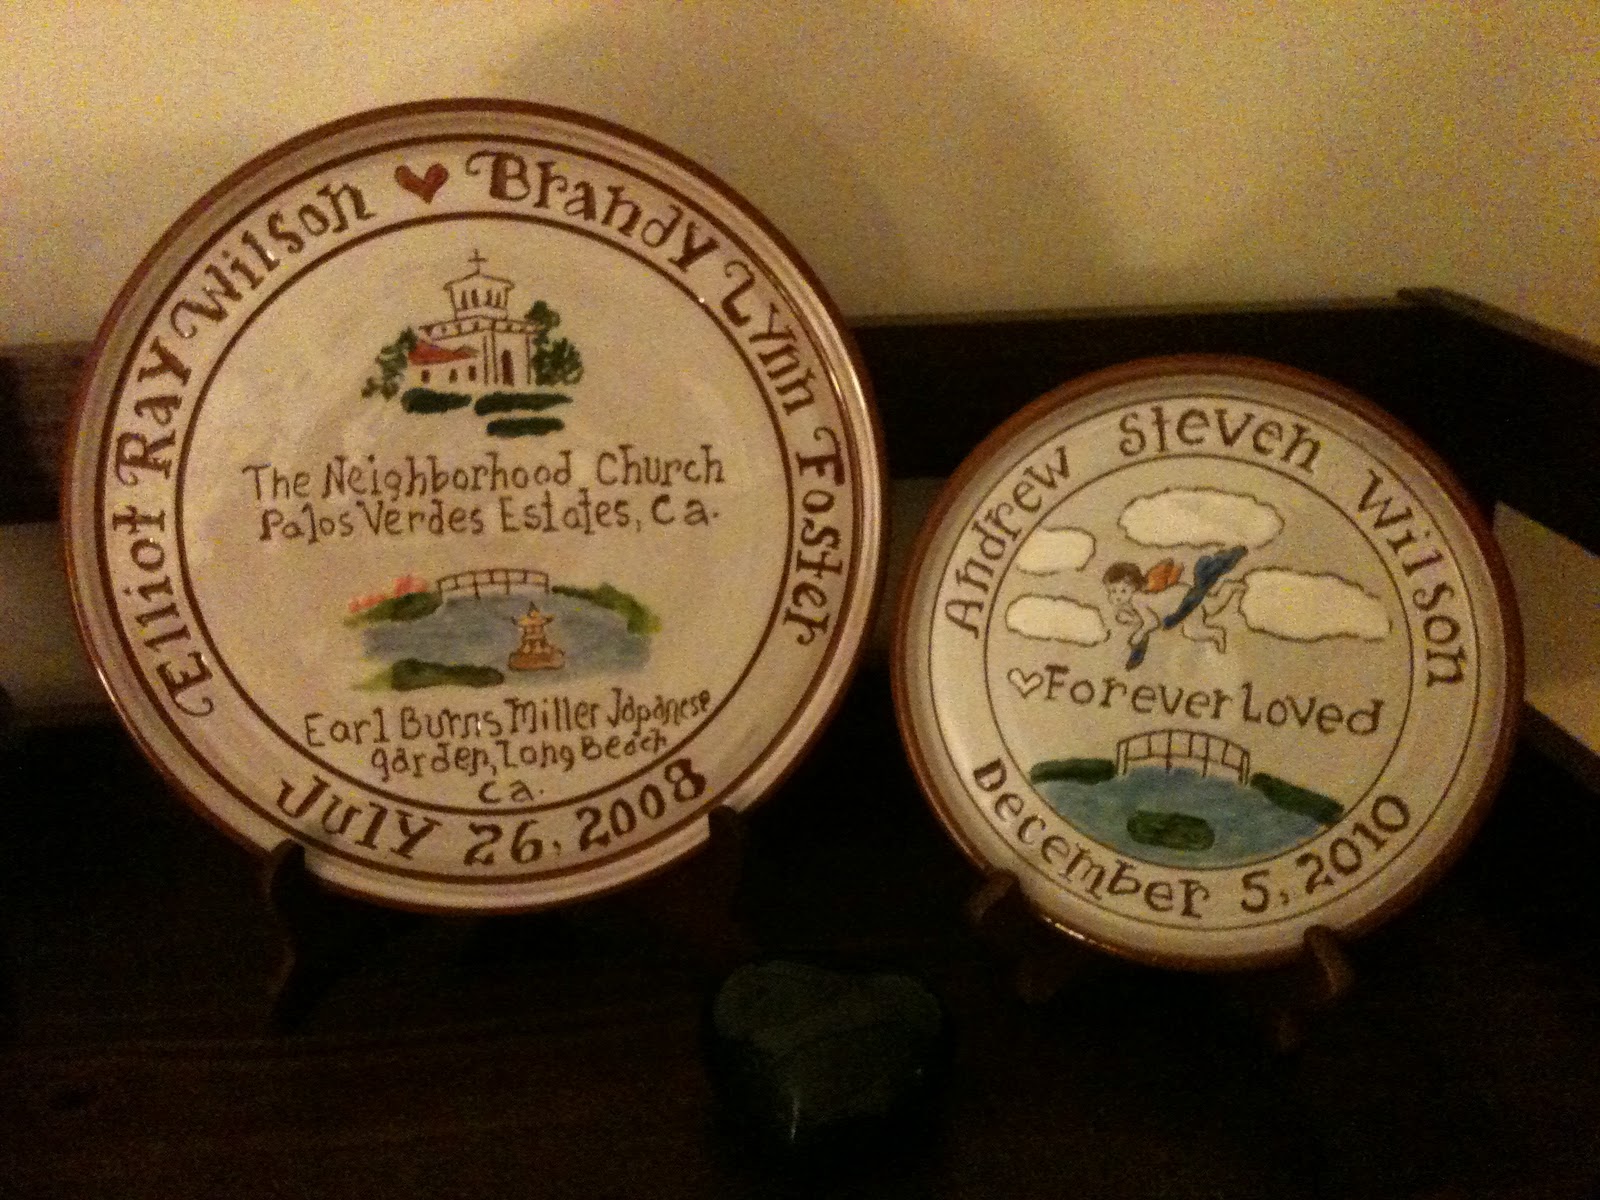 Elliot Ray Wilson Brandy Lynn Foster
The Neighborhood Church
Palos Verdes Estates, Ca.
Earl Burns Miller Japanese
garden, Long Beach
Ca.
July 26, 2008
Andrew Steven Wilson
Forever Loved
December 5, 2010